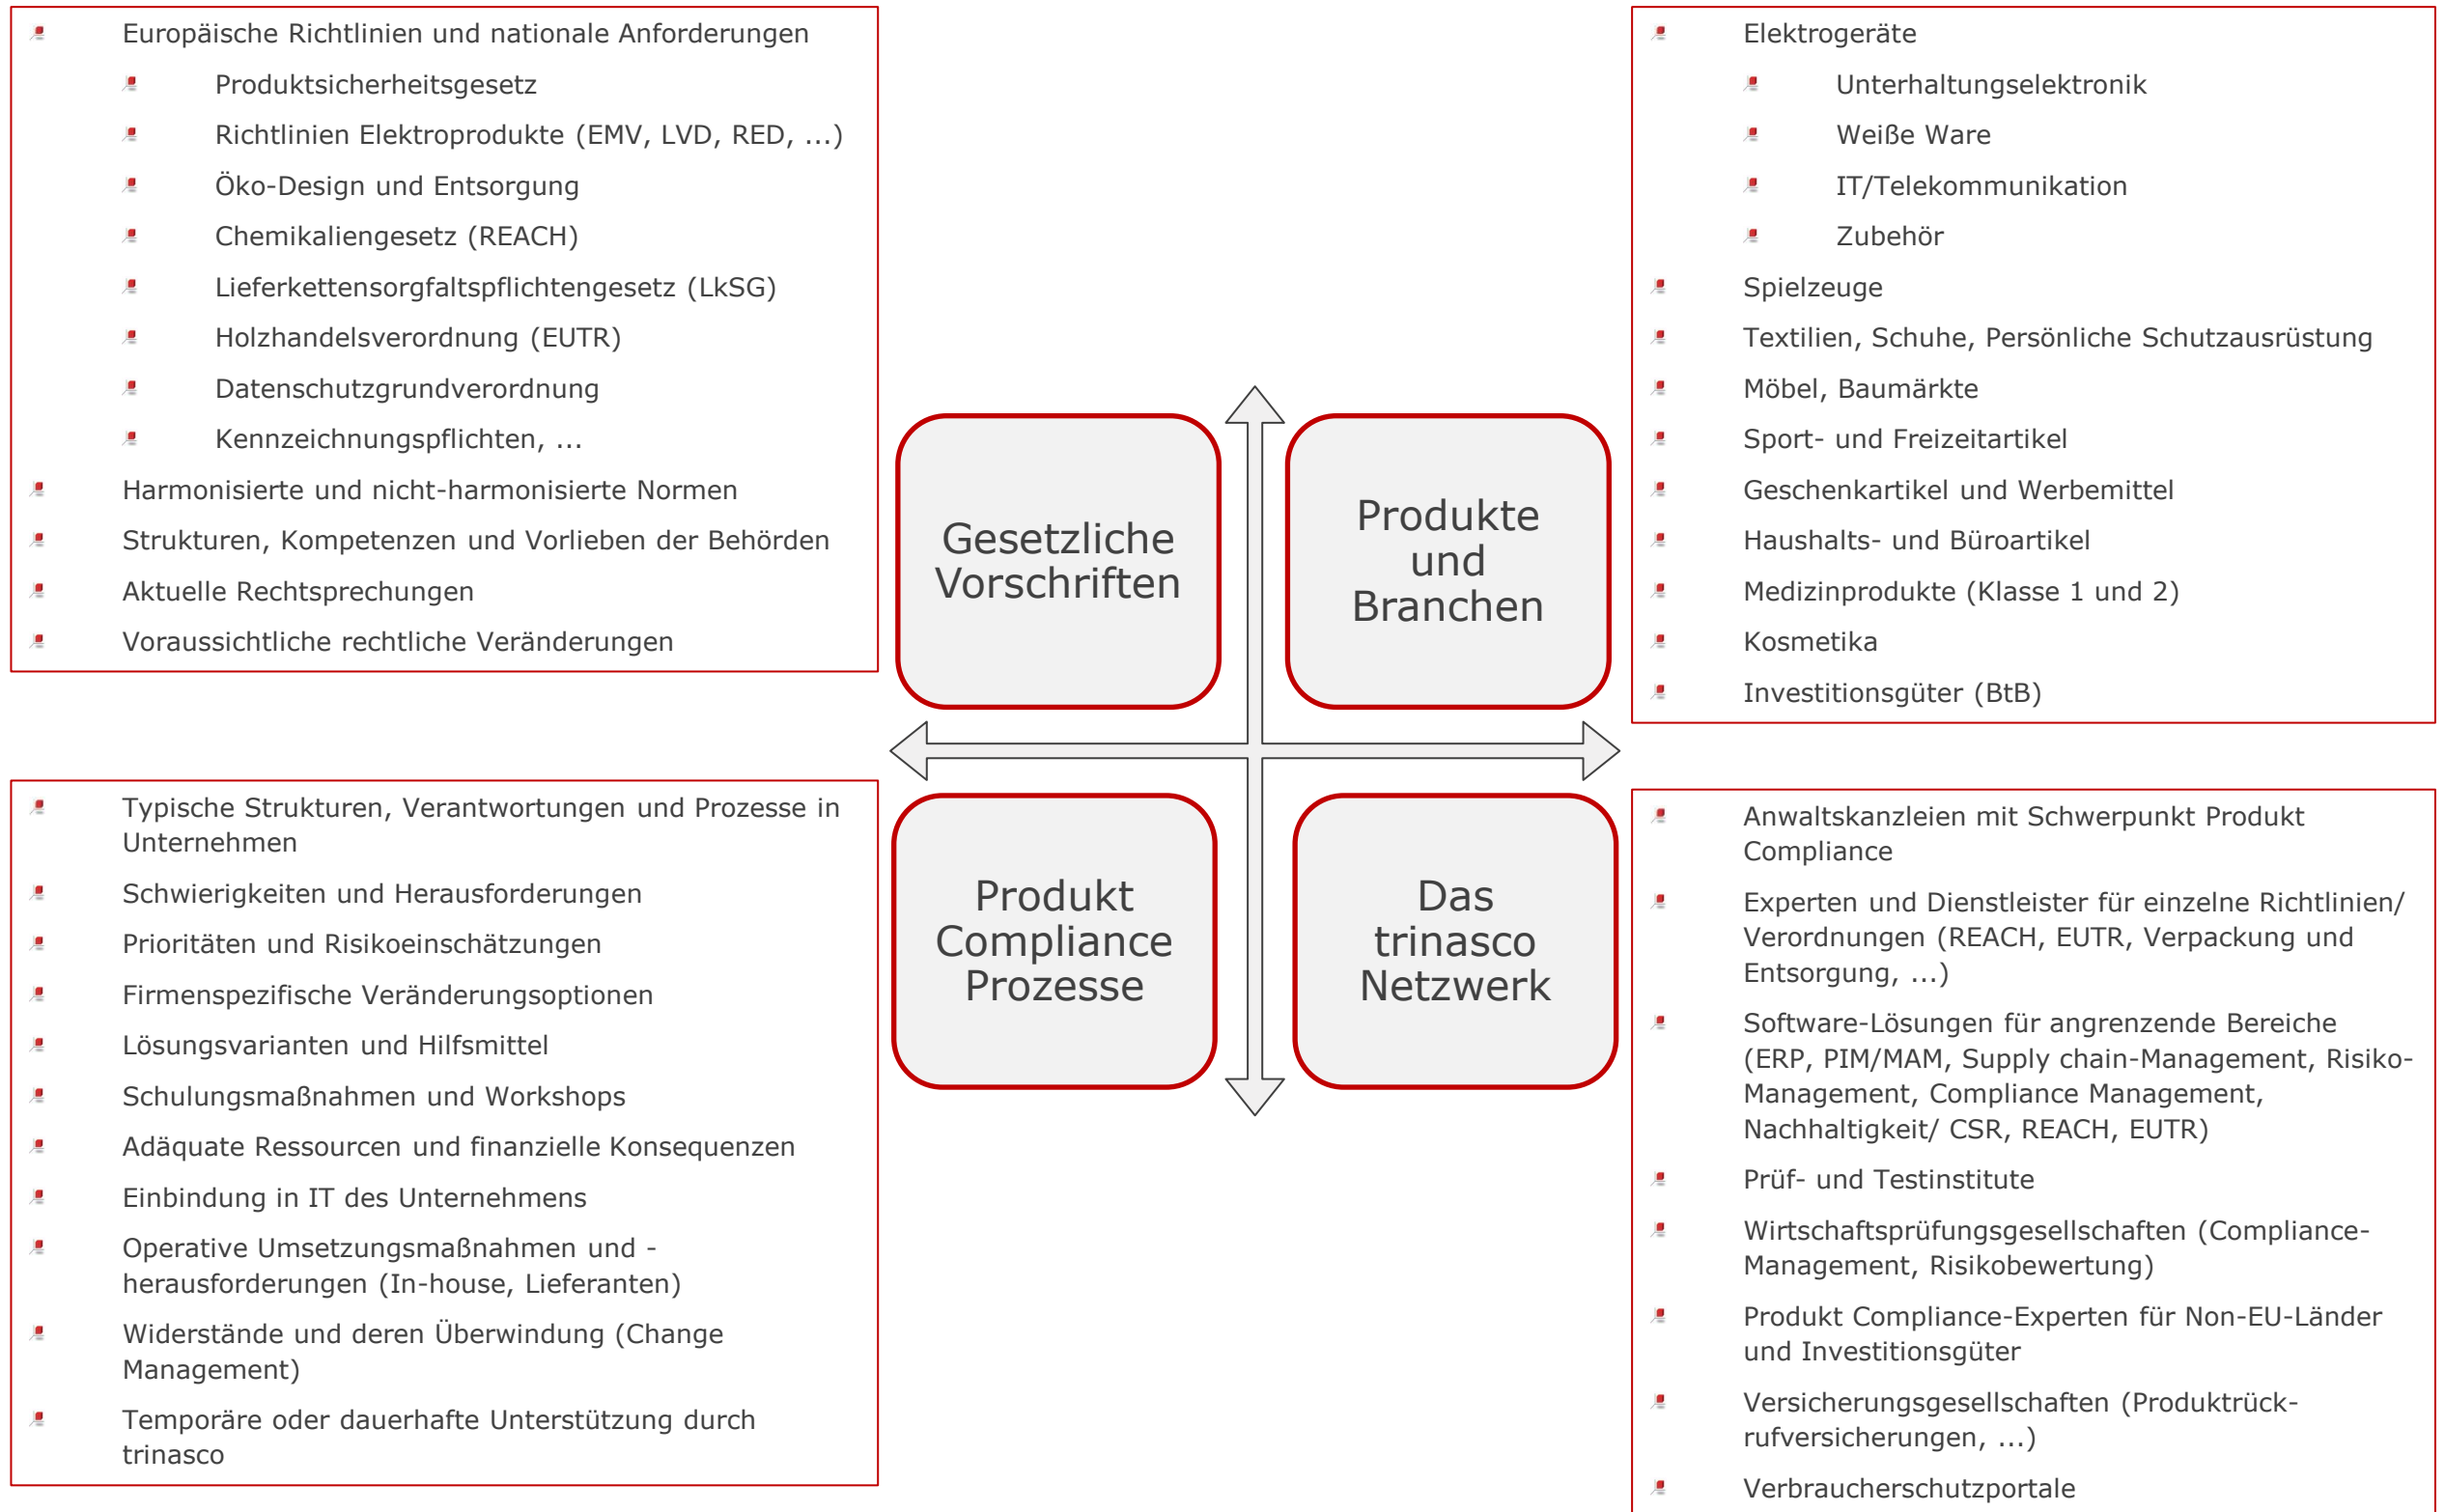 Europäische Richtlinien und nationale Anforderungen
Produktsicherheitsgesetz
Richtlinien Elektroprodukte (EMV, LVD, RED, ...)
Öko-Design und Entsorgung
Chemikaliengesetz (REACH)
Lieferkettensorgfaltspflichtengesetz (LkSG)
Holzhandelsverordnung (EUTR)
Datenschutzgrundverordnung
Kennzeichnungspflichten, ...
Harmonisierte und nicht-harmonisierte Normen
Strukturen, Kompetenzen und Vorlieben der Behörden
Aktuelle Rechtsprechungen
Voraussichtliche rechtliche Veränderungen
Gesetzliche
Vorschriften
Produkte
und
Branchen
Elektrogeräte
Unterhaltungselektronik
Weiße Ware
IT/Telekommunikation
Zubehör
Spielzeuge
Textilien, Schuhe, Persönliche Schutzausrüstung
Möbel, Baumärkte
Sport- und Freizeitartikel
Geschenkartikel und Werbemittel
Haushalts- und Büroartikel
Medizinprodukte (Klasse 1 und 2)
Kosmetika
Investitionsgüter (BtB)
Typische Strukturen, Verantwortungen und Prozesse in
Unternehmen
Schwierigkeiten und Herausforderungen
Prioritäten und Risikoeinschätzungen
Firmenspezifische Veränderungsoptionen
Lösungsvarianten und Hilfsmittel
Schulungsmaßnahmen und Workshops
Adäquate Ressourcen und finanzielle Konsequenzen
Einbindung in IT des Unternehmens
Operative Umsetzungsmaßnahmen und -
herausforderungen (In-house, Lieferanten)
Widerstände und deren Überwindung (Change
Management)
Temporäre oder dauerhafte Unterstützung durch
trinasco
Produkt
Compliance
Prozesse
Das
trinasco
Netzwerk
Anwaltskanzleien mit Schwerpunkt Produkt
Compliance
Experten und Dienstleister für einzelne Richtlinien/
Verordnungen (REACH, EUTR, Verpackung und
Entsorgung, ...)
Software-Lösungen für angrenzende Bereiche
(ERP, PIM/MAM, Supply chain-Management, Risiko-
Management, Compliance Management,
Nachhaltigkeit/ CSR, REACH, EUTR)
Prüf- und Testinstitute
Wirtschaftsprüfungsgesellschaften (Compliance-
Management, Risikobewertung)
Produkt Compliance-Experten für Non-EU-Länder
und Investitionsgüter
Versicherungsgesellschaften (Produktrück-
rufversicherungen, ...)
Verbraucherschutzportale